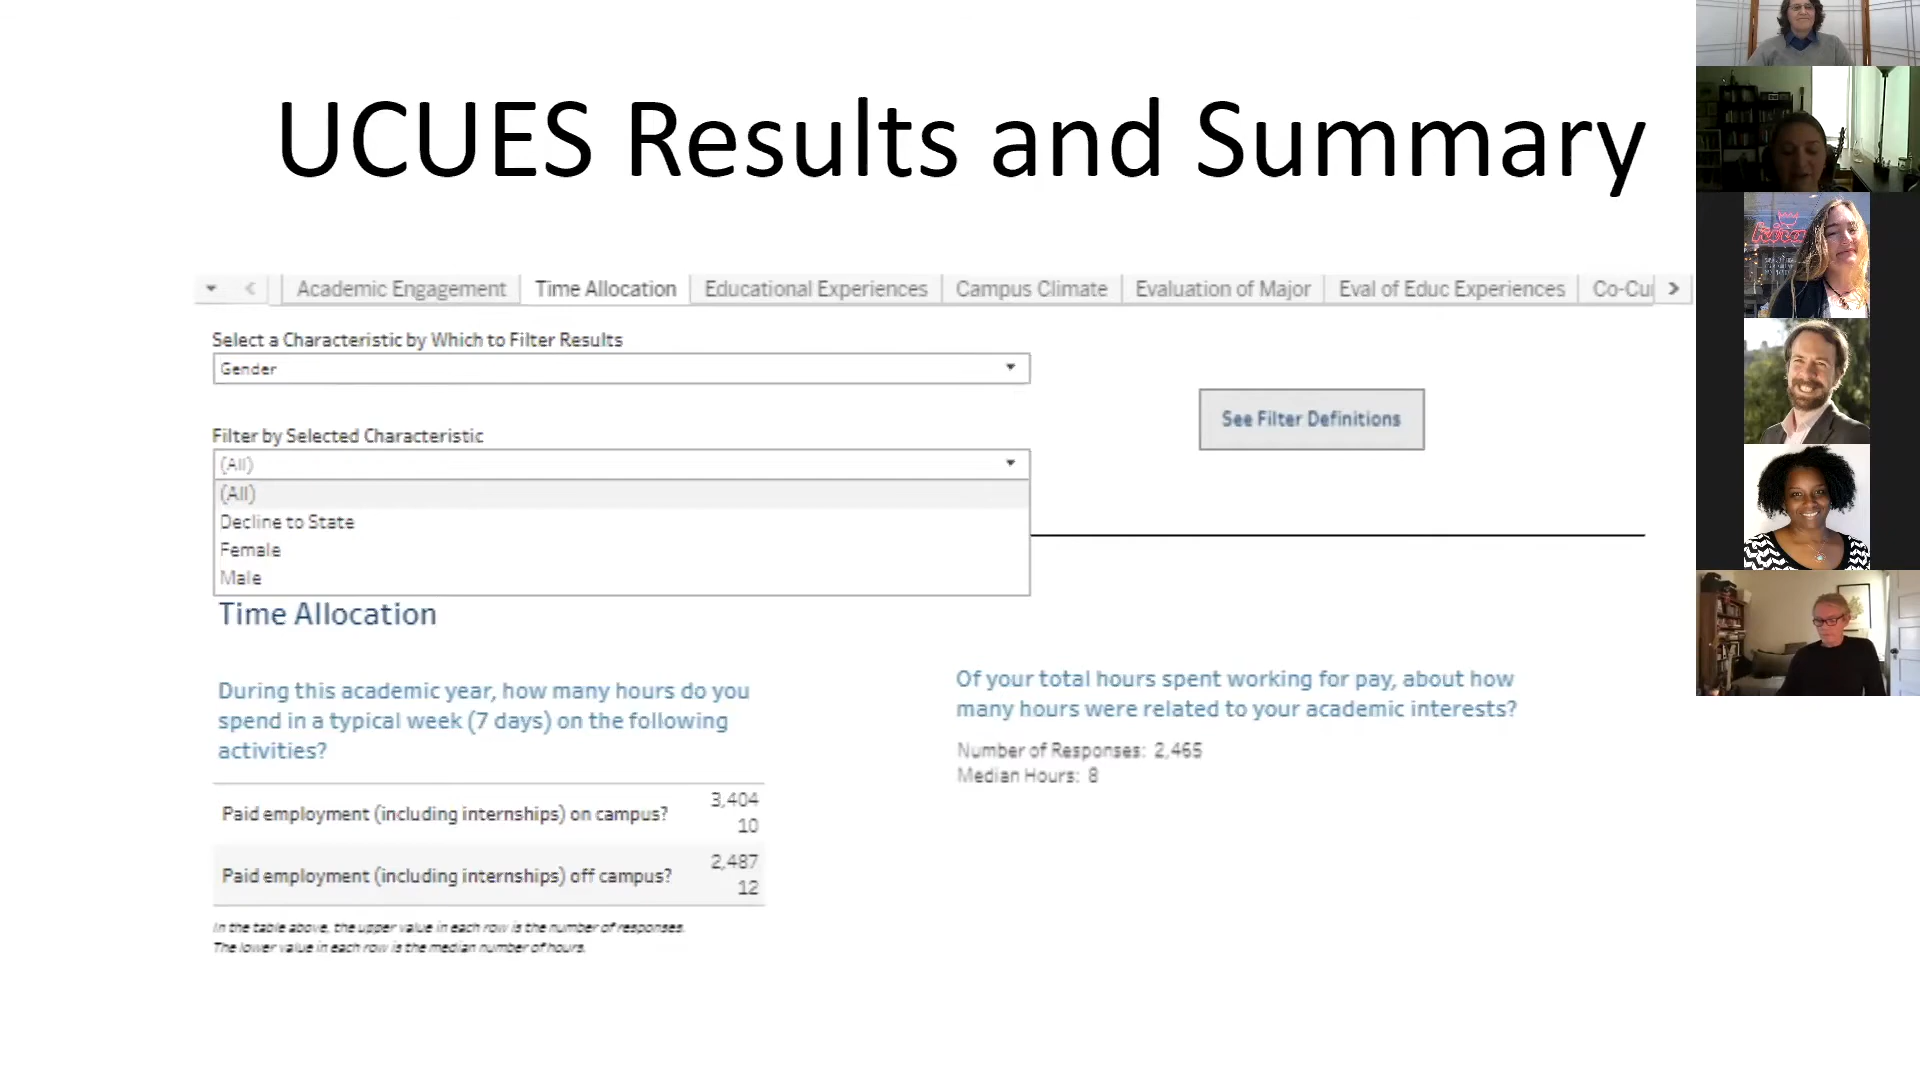 UCUES Results and Summary
Academic Engagement Time Allocation Educational Experiences Campus Climate Evaluation of Major Eval of Educ Experiences Co-Cui
Select a Characteristic by Which to Filter Results
Gender
See Filter Definitions
Filter by Selected Characteristic
(All)
(All)
Decline to State
Female
Male
Time Allocation
During this academic year, how many hours do you
spend in a typical week (7 days) on the following
activities?
Paid employment (including internships) on campus? 3,404
10
Paid employment (including internships) off campus? 2,487
12
In the table above, the upper value in each row is the number of responses.
The lower value in each row is the median number of hours.
Of your total hours spent working for pay, about how
many hours were related to your academic interests?
Number of Responses: 2,465
Median Hours: 8